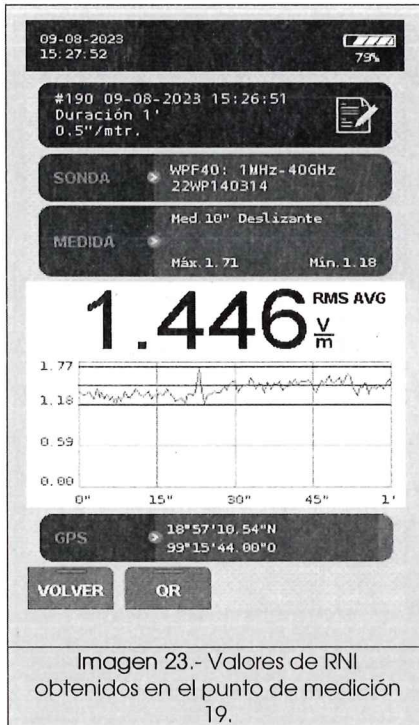 09-08-2023
15:27:52
79%
#190 09-08-2023 15:26:51
Duración 1'
0.5"/mtr.
SONDA
WPF40: 1MHz-40GHz
22WP140314
MEDIDA
Med.10" Deslizante
Máx.1.71 Mín.1.18
1.446 RMS AVG
V/m
1.77
1.18
0.59
0.00
0" 15" 30" 45" 1'
GPS
18°57'10.54"N
99°15'44.00"O
VOLVER QR
Imagen 23.- Valores de RNI
obtenidos en el punto de medición
19.